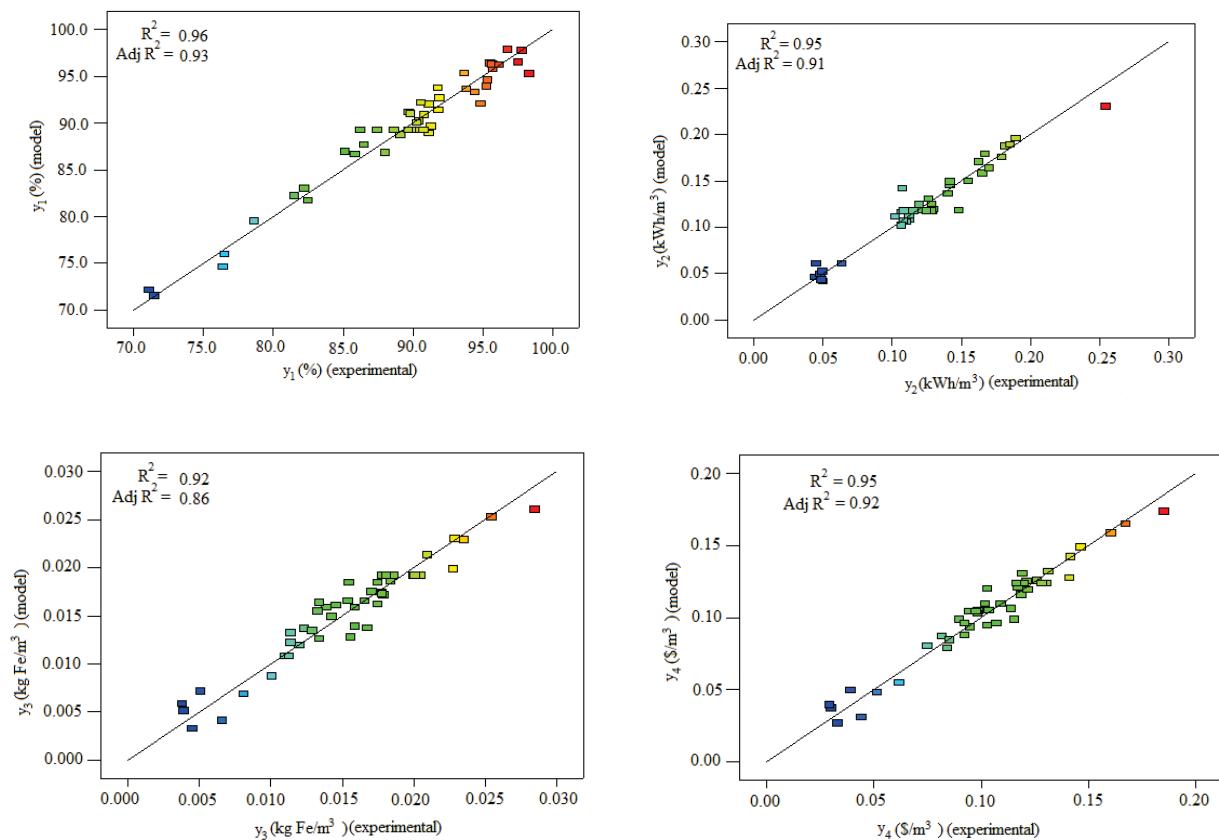 R² = 0.96
Adj R² = 0.93
100.0
95.0
90.0
85.0
80.0
75.0
70.0
y₁ (%) (model)
70.0 75.0 80.0 85.0 90.0 95.0 100.0
y₁ (%) (experimental)
R² = 0.95
Adj R² = 0.91
0.30
0.25
0.20
0.15
0.10
0.05
0.00
y₂ (kWh/m³) (model)
0.00 0.05 0.10 0.15 0.20 0.25 0.30
y₂ (kWh/m³) (experimental)
R² = 0.92
Adj R² = 0.86
0.030
0.025
0.020
0.015
0.010
0.005
0.000
y₃ (kg Fe/m³) (model)
0.000 0.005 0.010 0.015 0.020 0.025 0.030
y₃ (kg Fe/m³) (experimental)
R² = 0.95
Adj R² = 0.92
0.20
0.15
0.10
0.05
0.00
y₄ ($/m³) (model)
0.00 0.05 0.10 0.15 0.20
y₄ ($/m³) (experimental)